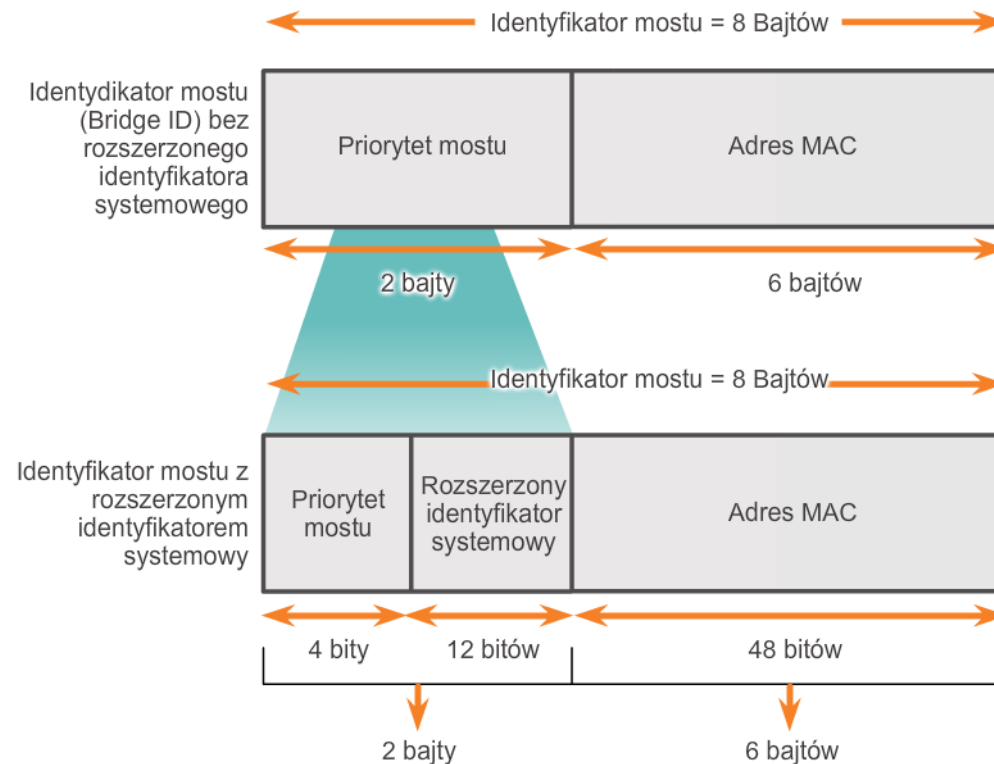 Identyfikator mostu = 8 Bajtów
Identydikator mostu
(Bridge ID) bez
rozszerzonego
identyfikatora
systemowego
Priorytet mostu
Adres MAC
2 bajty
6 bajtów
Identyfikator mostu = 8 Bajtów
Identyfikator mostu z
rozszerzonym
identyfikatorem
systemowy
Priorytet
mostu
Rozszerzony
identyfikator
systemowy
Adres MAC
4 bity
12 bitów
48 bitów
2 bajty
6 bajtów